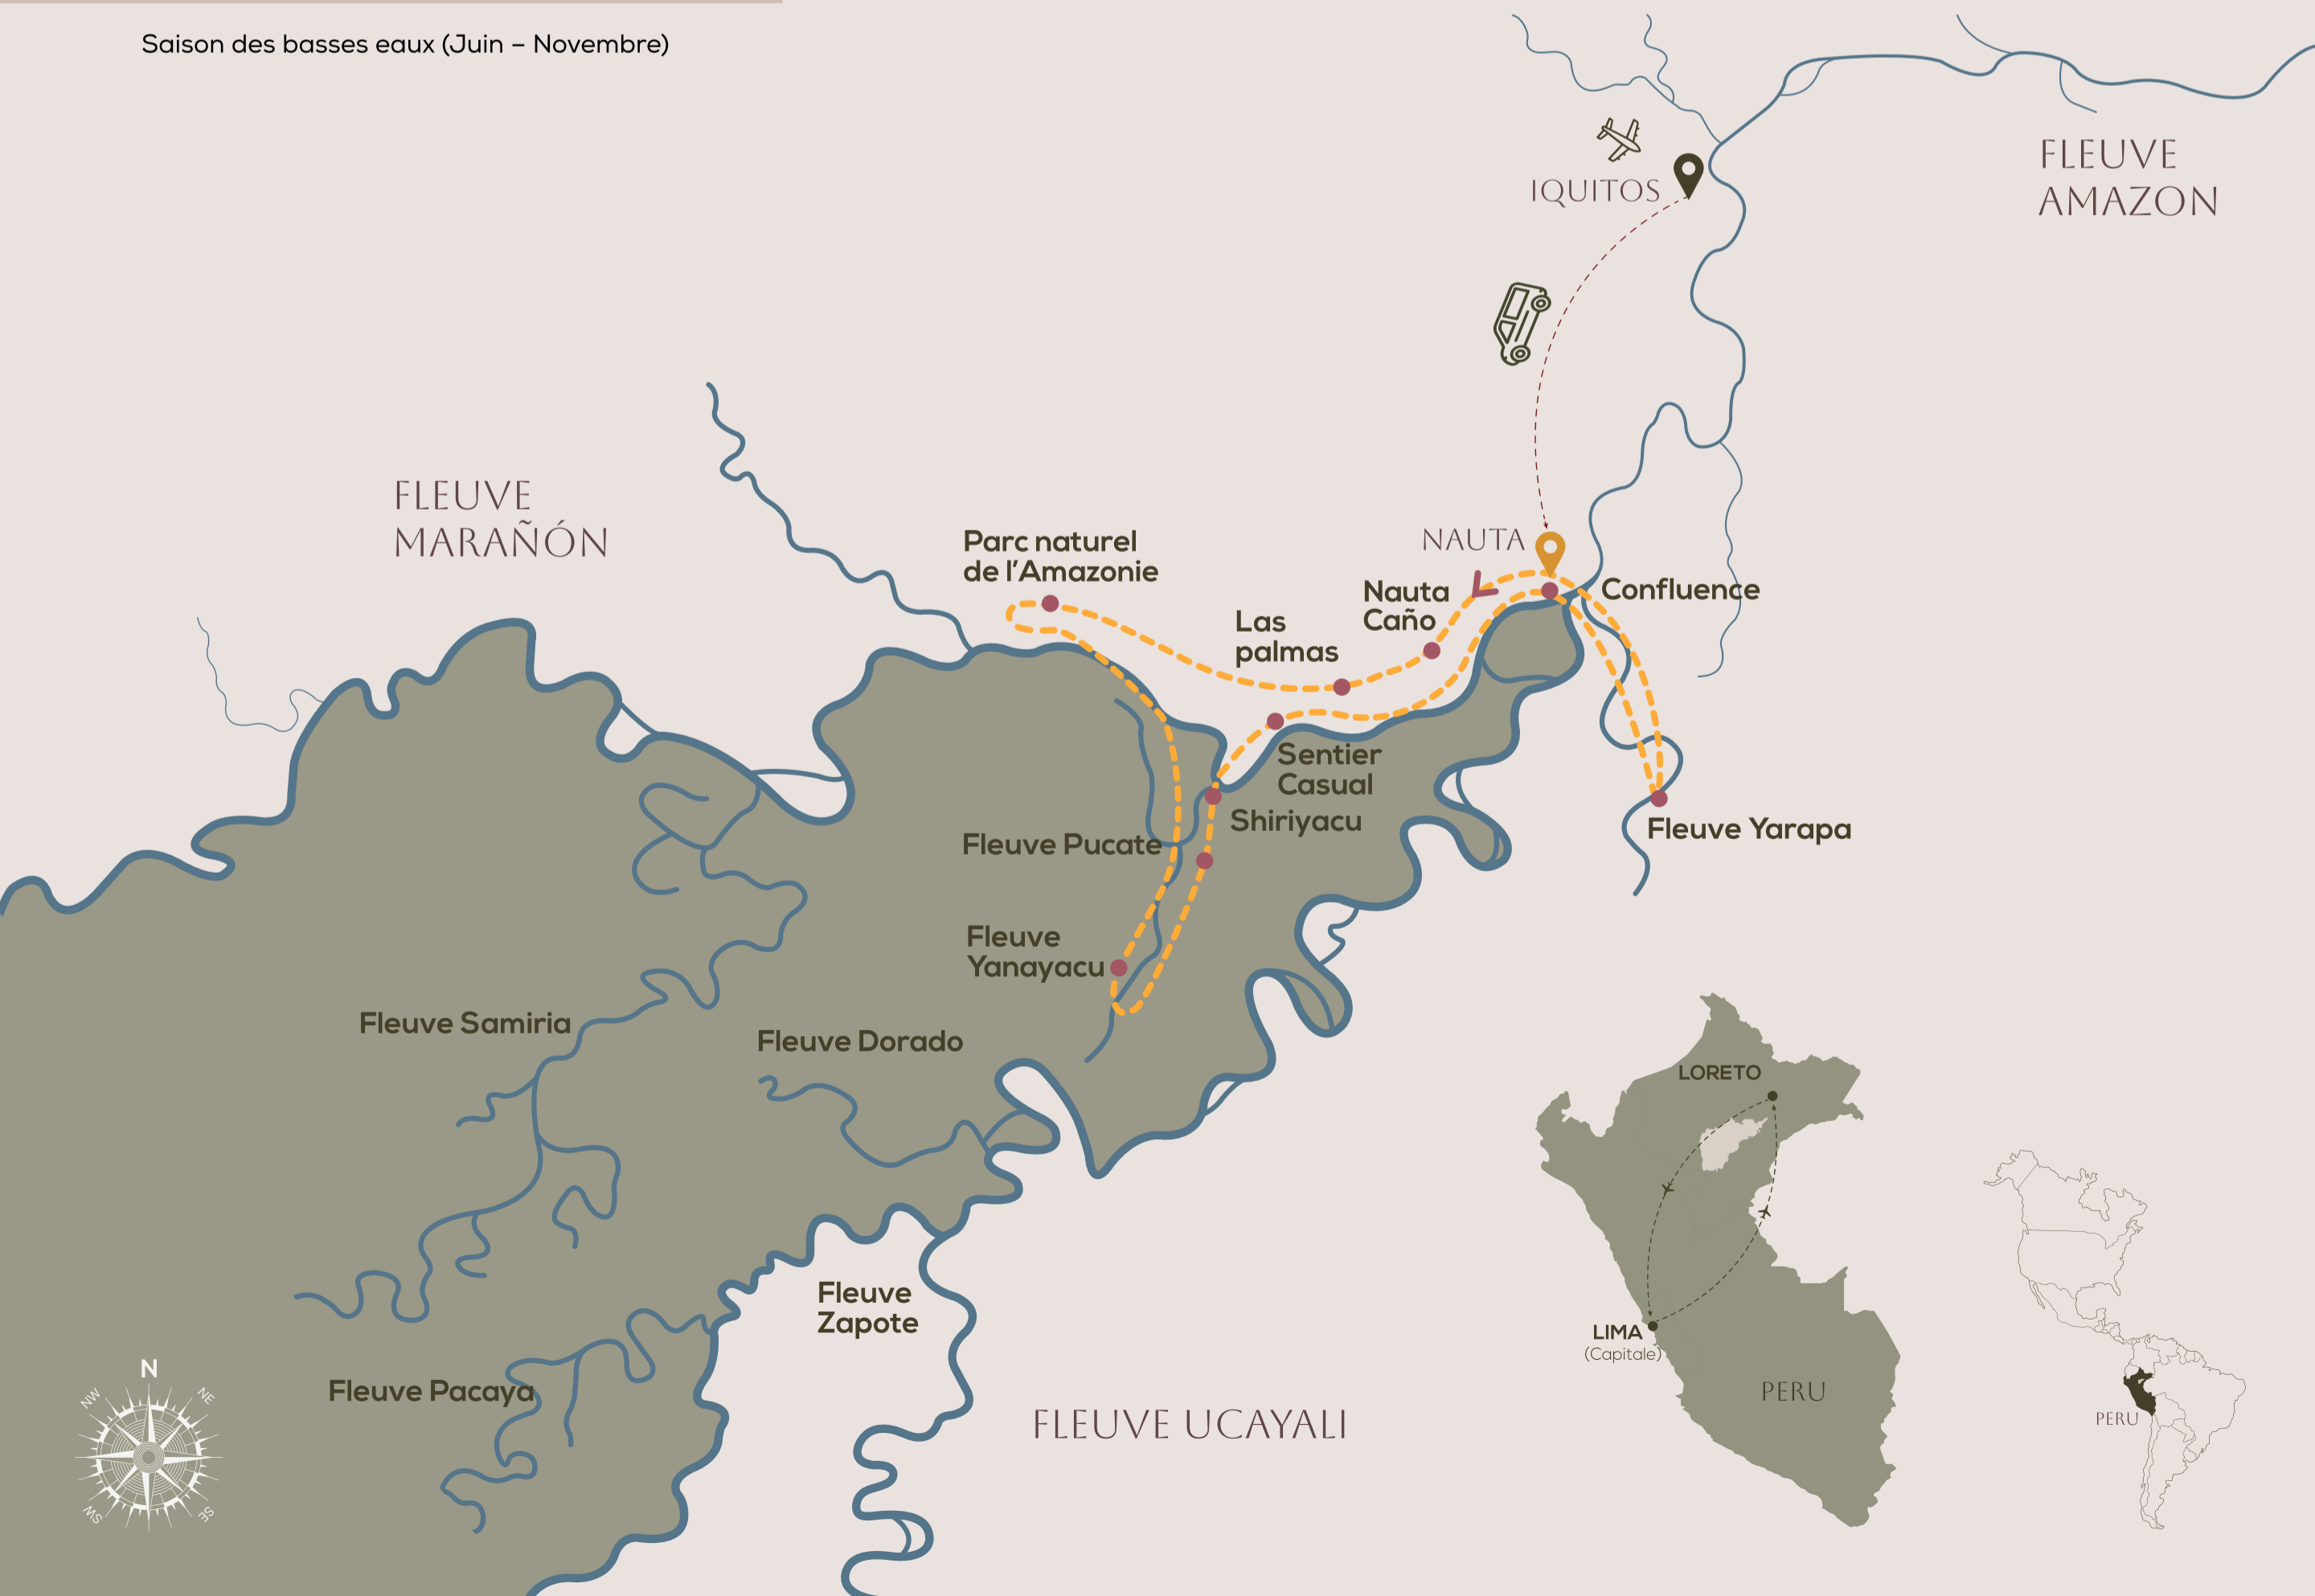 Saison des basses eaux (Juin – Novembre)
FLEUVE
AMAZON
IQUITOS
FLEUVE
MARAÑÓN
NAUTA
Parc naturel
de l’Amazonie
Nauta
Caño
Confluence
Las
palmas
Sentier
Casual
Shiriyacu
Fleuve Yarapa
Fleuve Pucate
Fleuve
Yanayacu
Fleuve Samiria
Fleuve Dorado
Fleuve
Zapote
Fleuve Pacaya
FLEUVE UCAYALI
N
NE
SE
SW
NW
LORETO
LIMA
(Capitale)
PERU
PERU